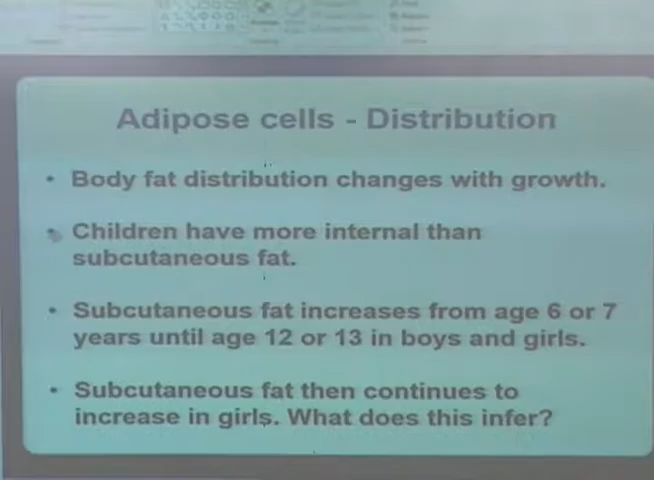 Adipose cells - Distribution
• Body fat distribution changes with growth.
• Children have more internal than
subcutaneous fat.
• Subcutaneous fat increases from age 6 or 7
years until age 12 or 13 in boys and girls.
• Subcutaneous fat then continues to
increase in girls. What does this infer?